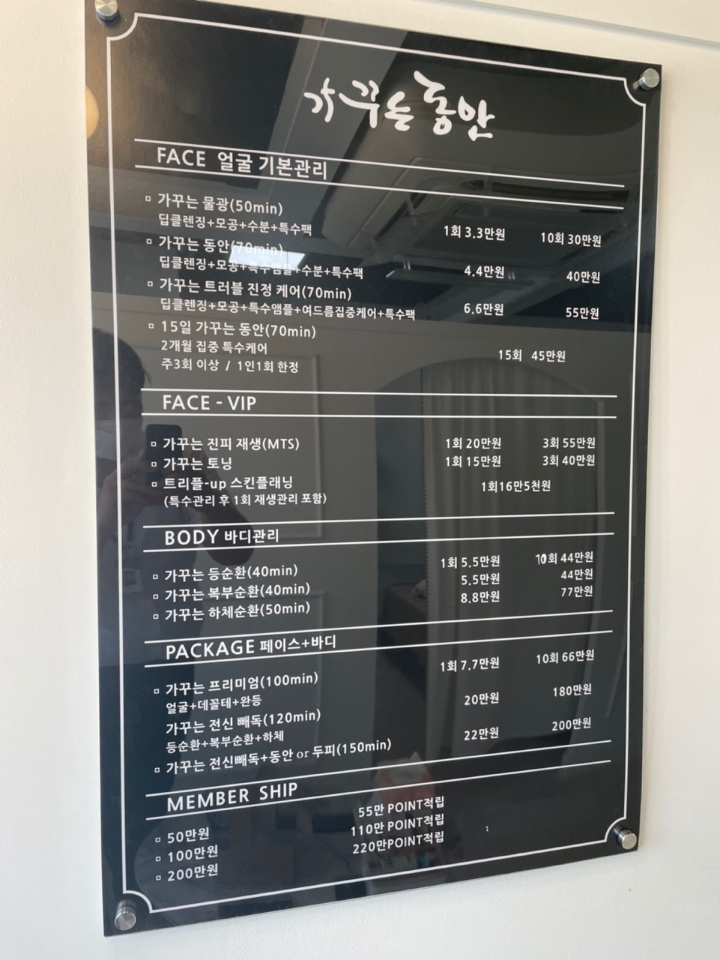 가꾸는 동안
FACE 얼굴 기본관리
▫ 가꾸는 물광(50min)
딥클렌징+모공+수분+특수팩 1회 3.3만원 10회 30만원
▫ 가꾸는 동안(70min)
딥클렌징+모공+특수앰플+수분+특수팩 4.4만원 40만원
▫ 가꾸는 트러블 진정 케어(70min)
딥클렌징+모공+특수앰플+여드름집중케어+특수팩 6.6만원 55만원
▫ 15일 가꾸는 동안(70min)
2개월 집중 특수케어 15회 45만원
주3회 이상 / 1인1회 한정
FACE - VIP
▫ 가꾸는 진피 재생(MTS) 1회 20만원 3회 55만원
▫ 가꾸는 토닝 1회 15만원 3회 40만원
▫ 트리플-up 스킨플래닝 1회16만5천원
(특수관리 후 1회 재생관리 포함)
BODY 바디관리
▫ 가꾸는 등순환(40min) 1회 5.5만원 10회 44만원
▫ 가꾸는 복부순환(40min) 5.5만원 44만원
▫ 가꾸는 하체순환(50min) 8.8만원 77만원
PACKAGE 페이스+바디
▫ 가꾸는 프리미엄(100min) 1회 7.7만원 10회 66만원
얼굴+데꼴테+완등
가꾸는 전신 빼독(120min) 20만원 180만원
등순환+복부순환+하체
▫ 가꾸는 전신빼독+동안 or 두피(150min) 22만원 200만원
MEMBER SHIP
▫ 50만원 55만 POINT적립
▫ 100만원 110만 POINT적립
▫ 200만원 220만POINT적립